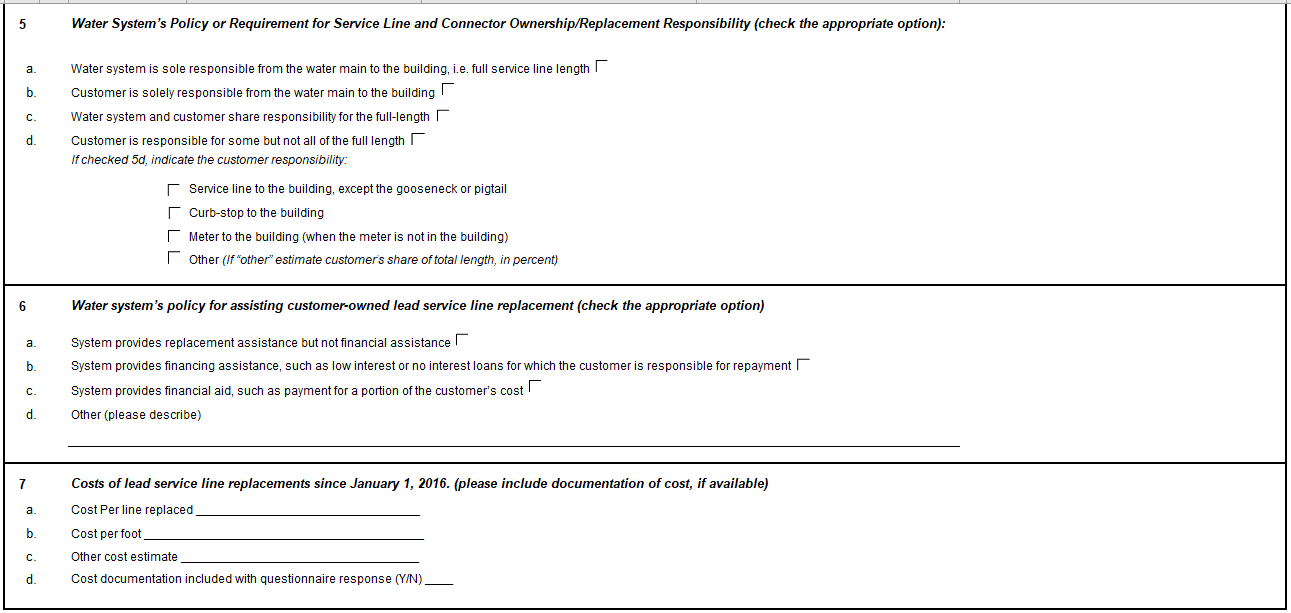 5 Water System's Policy or Requirement for Service Line and Connector Ownership/Replacement Responsibility (check the appropriate option):
a. Water system is sole responsible from the water main to the building, i.e. full service line length
b. Customer is solely responsible from the water main to the building
c. Water system and customer share responsibility for the full-length
d. Customer is responsible for some but not all of the full length
If checked 5d, indicate the customer responsibility:
Service line to the building, except the gooseneck or pigtail
Curb-stop to the building
Meter to the building (when the meter is not in the building)
Other (If "other" estimate customer's share of total length, in percent)
6 Water system's policy for assisting customer-owned lead service line replacement (check the appropriate option)
a. System provides replacement assistance but not financial assistance
b. System provides financing assistance, such as low interest or no interest loans for which the customer is responsible for repayment
c. System provides financial aid, such as payment for a portion of the customer's cost
d. Other (please describe)
7 Costs of lead service line replacements since January 1, 2016. (please include documentation of cost, if available)
a. Cost Per line replaced
b. Cost per foot
c. Other cost estimate
d. Cost documentation included with questionnaire response (Y/N)